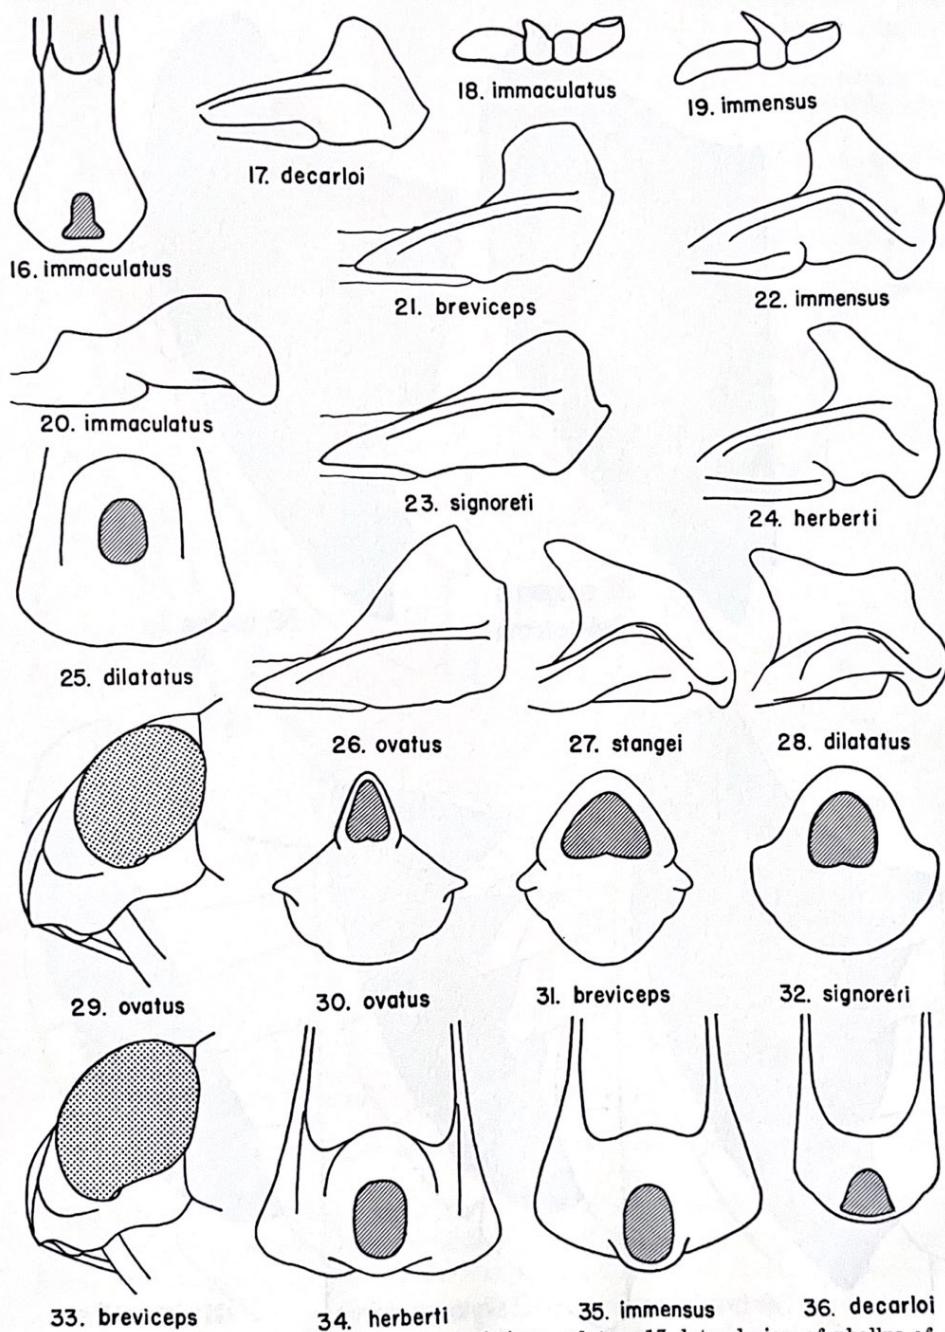 18. immaculatus
19. immensus
17. decarloi
16. immaculatus
21. breviceps
22. immensus
20. immaculatus
23. signoreti
24. herberti
25. dilatatus
26. ovatus
27. stangei
28. dilatatus
29. ovatus
30. ovatus
31. breviceps
32. signoreri
33. breviceps
34. herberti
35. immensus
36. decarloi